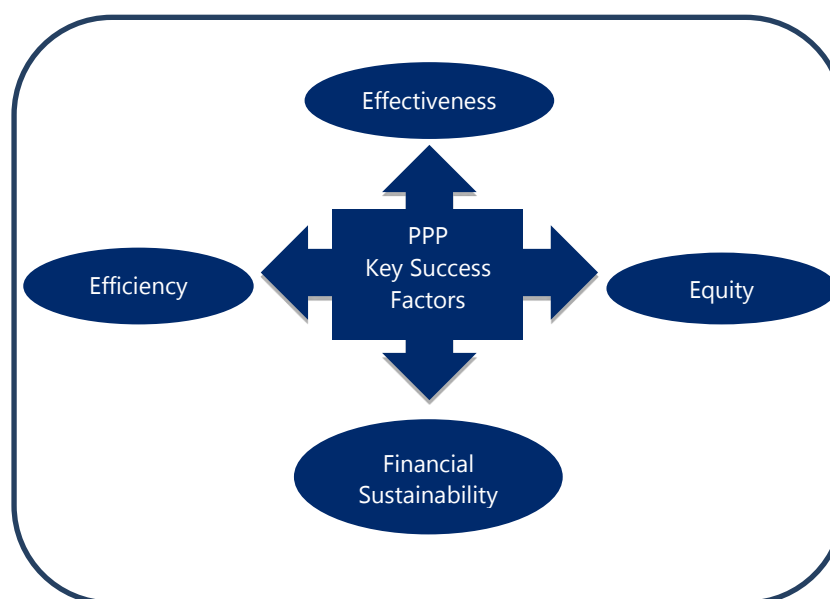 Effectiveness
PPP
Key Success
Factors
Efficiency
Equity
Financial
Sustainability